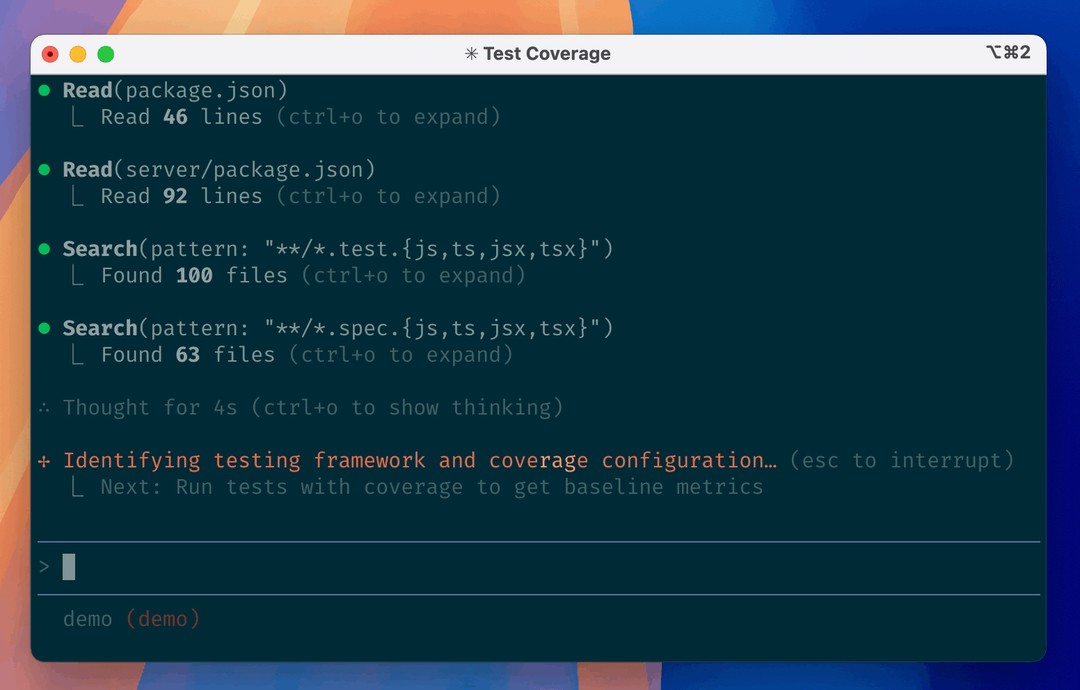 ✳ Test Coverage
⌥⌘2
● Read(package.json)
⎿ Read 46 lines (ctrl+o to expand)
● Read(server/package.json)
⎿ Read 92 lines (ctrl+o to expand)
● Search(pattern: "**/*.test.{js,ts,jsx,tsx}")
⎿ Found 100 files (ctrl+o to expand)
● Search(pattern: "**/*.spec.{js,ts,jsx,tsx}")
⎿ Found 63 files (ctrl+o to expand)
∴ Thought for 4s (ctrl+o to show thinking)
✢ Identifying testing framework and coverage configuration… (esc to interrupt)
⎿ Next: Run tests with coverage to get baseline metrics
>
demo (demo)